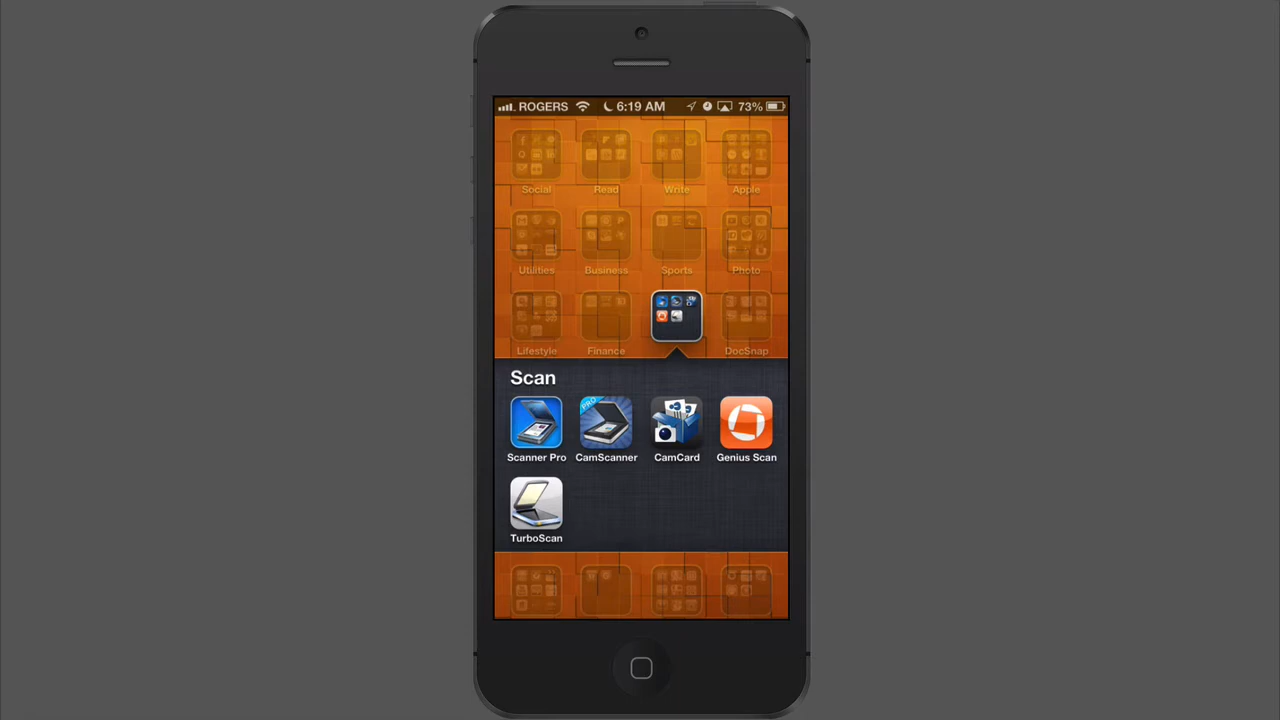 ROGERS 6:19 AM 73%
Social Read Write Apple
Utilities Business Sports Photo
Lifestyle Finance DocSnap
Scan
Scanner Pro CamScanner CamCard Genius Scan
PRO
TurboScan